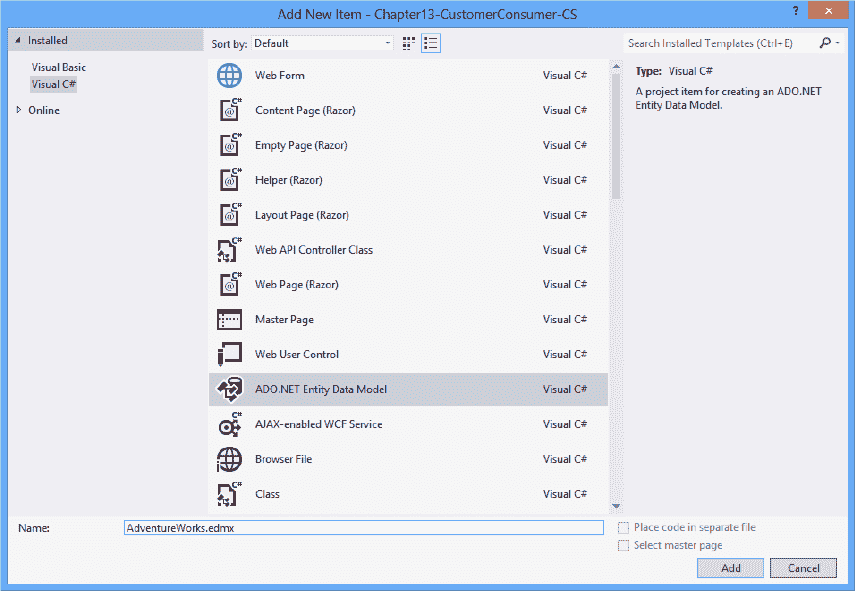 Add New Item - Chapter13-CustomerConsumer-CS
?
Installed
Visual Basic
Visual C#
Online
Sort by: Default
Search Installed Templates (Ctrl+E)
Web Form Visual C#
Content Page (Razor) Visual C#
Empty Page (Razor) Visual C#
Helper (Razor) Visual C#
Layout Page (Razor) Visual C#
Web API Controller Class Visual C#
Web Page (Razor) Visual C#
Master Page Visual C#
Web User Control Visual C#
ADO.NET Entity Data Model Visual C#
AJAX-enabled WCF Service Visual C#
Browser File Visual C#
Class Visual C#
Type: Visual C#
A project item for creating an ADO.NET
Entity Data Model.
Name: AdventureWorks.edmx
Place code in separate file
Select master page
Add Cancel